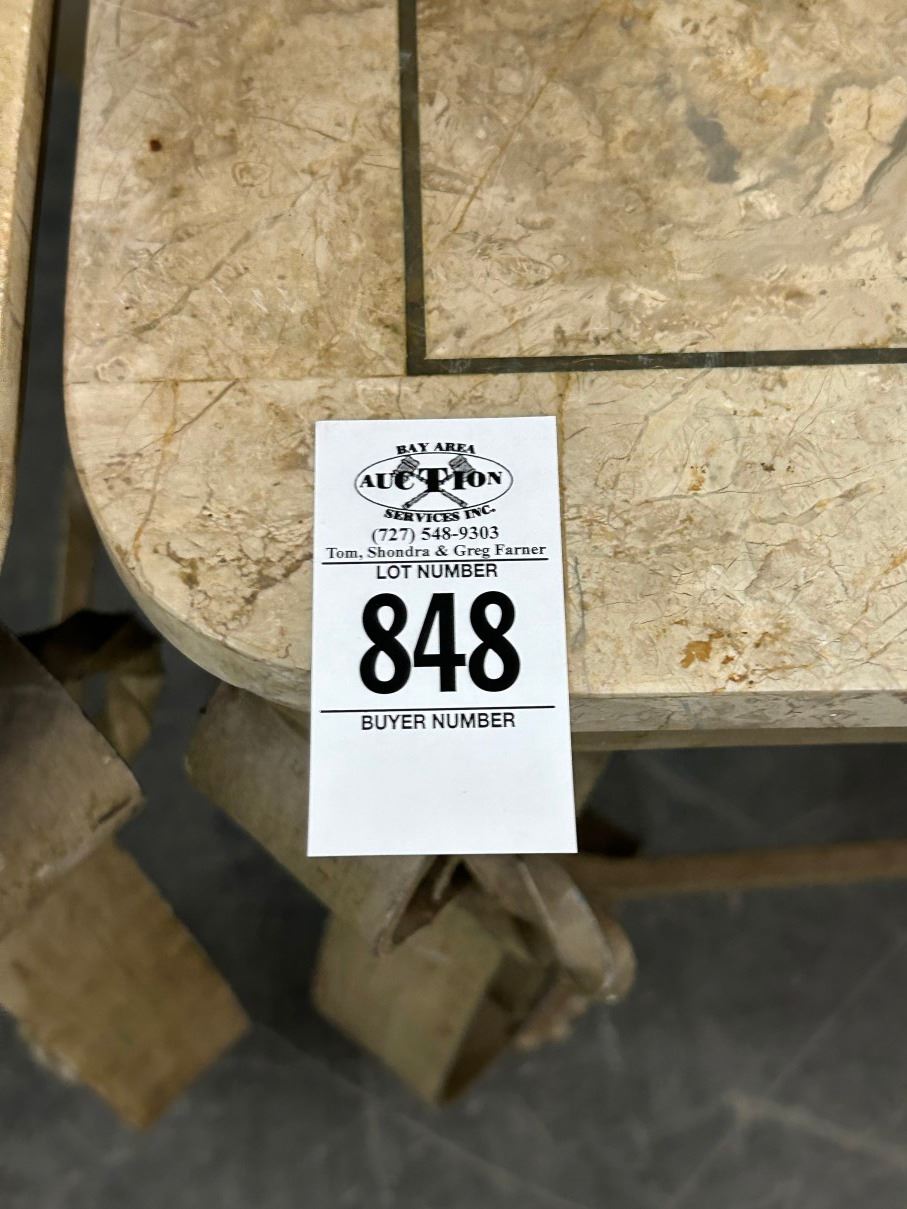 BAY AREA
AUCTION
SERVICES INC.
(727) 548-9303
Tom, Shondra & Greg Farner
LOT NUMBER
848
BUYER NUMBER